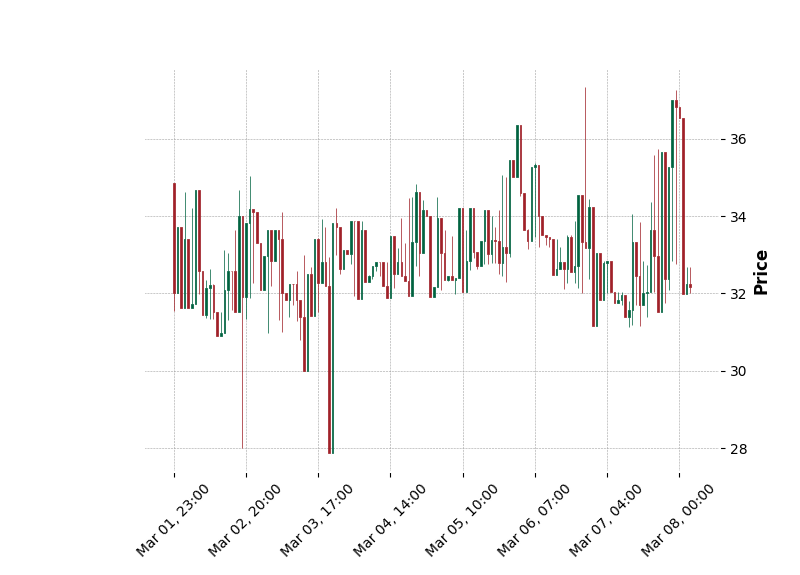 36
34
32
30
28
Price
Mar 01, 23:00
Mar 02, 20:00
Mar 03, 17:00
Mar 04, 14:00
Mar 05, 10:00
Mar 06, 07:00
Mar 07, 04:00
Mar 08, 00:00